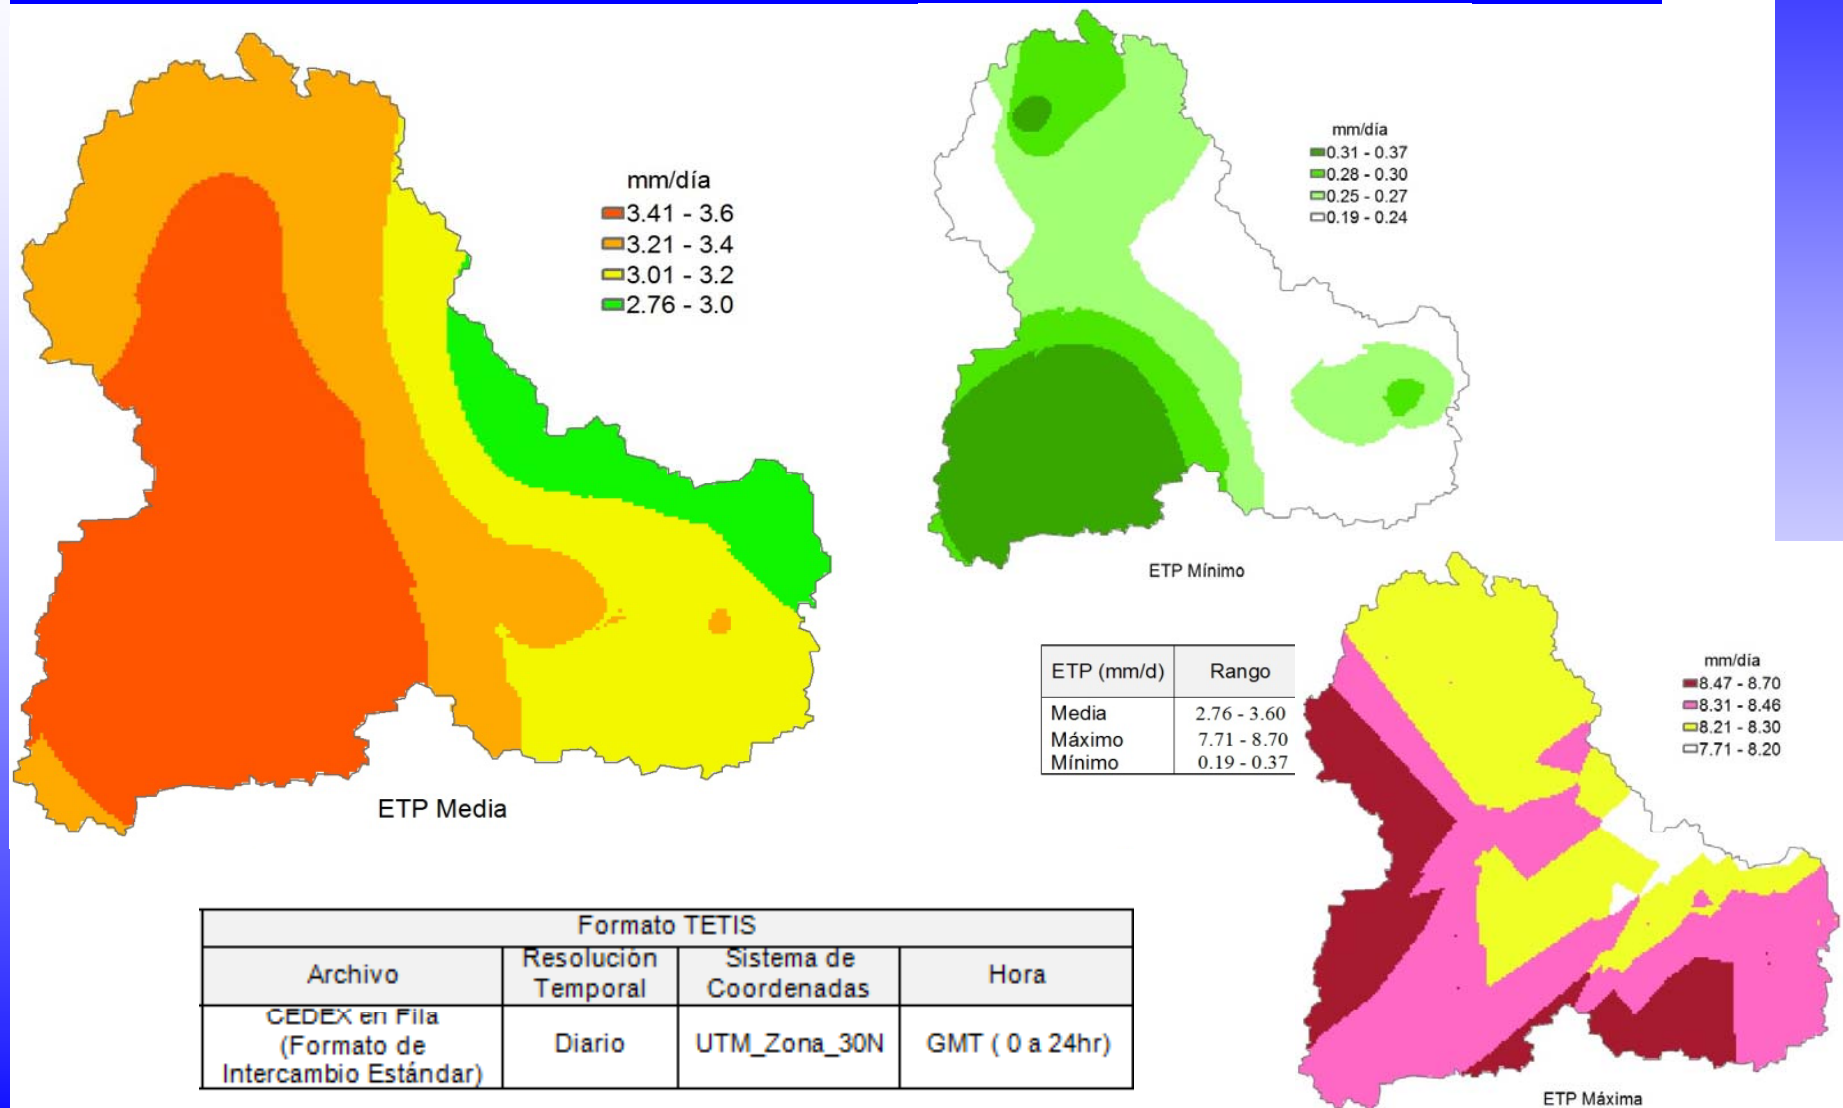 mm/día
3.41 - 3.6
3.21 - 3.4
3.01 - 3.2
2.76 - 3.0
ETP Media
mm/día
0.31 - 0.37
0.28 - 0.30
0.25 - 0.27
0.19 - 0.24
ETP Mínimo
ETP (mm/d) Rango
Media 2.76 - 3.60
Máximo 7.71 - 8.70
Mínimo 0.19 - 0.37
mm/día
8.47 - 8.70
8.31 - 8.46
8.21 - 8.30
7.71 - 8.20
ETP Máxima
Formato TETIS
Archivo
Resolución
Temporal
Sistema de
Coordenadas
Hora
CEDEX en Fila
(Formato de
Intercambio Estándar)
Diario
UTM_Zona_30N
GMT ( 0 a 24hr)